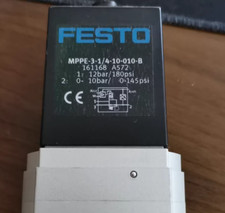 FESTO
MPPE-3-1/4-10-010-B
161168 A572
1: 12bar/180psi
2: 0- 10bar/ 0-145psi
CE